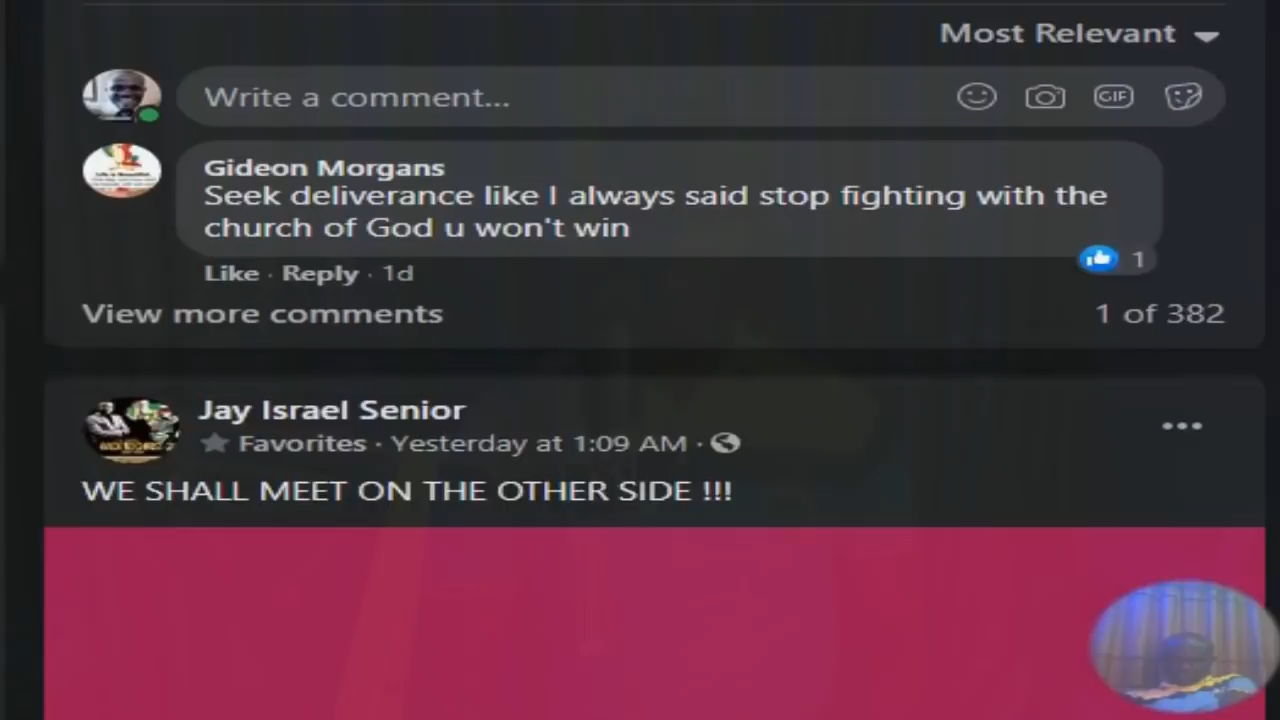 Most Relevant
Write a comment...
GIF
Gideon Morgans
Seek deliverance like I always said stop fighting with the
church of God u won't win
1
Like · Reply · 1d
View more comments
1 of 382
Jay Israel Senior
Favorites · Yesterday at 1:09 AM ·
WE SHALL MEET ON THE OTHER SIDE !!!